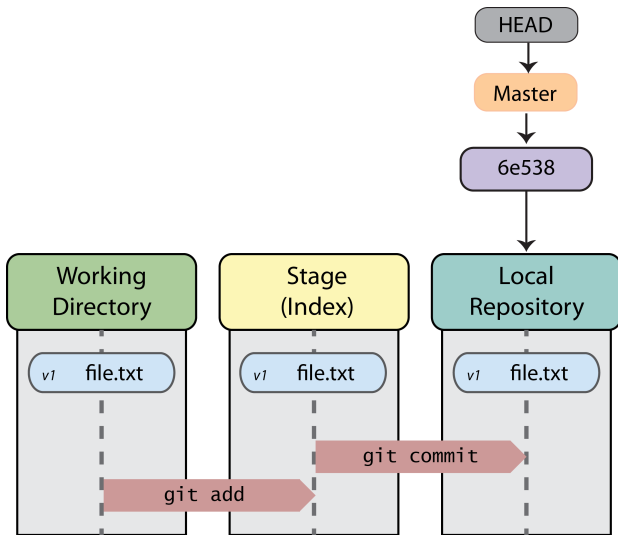 HEAD
Master
6e538
Working
Directory
Stage
(Index)
Local
Repository
v1 file.txt
v1 file.txt
v1 file.txt
git commit
git add